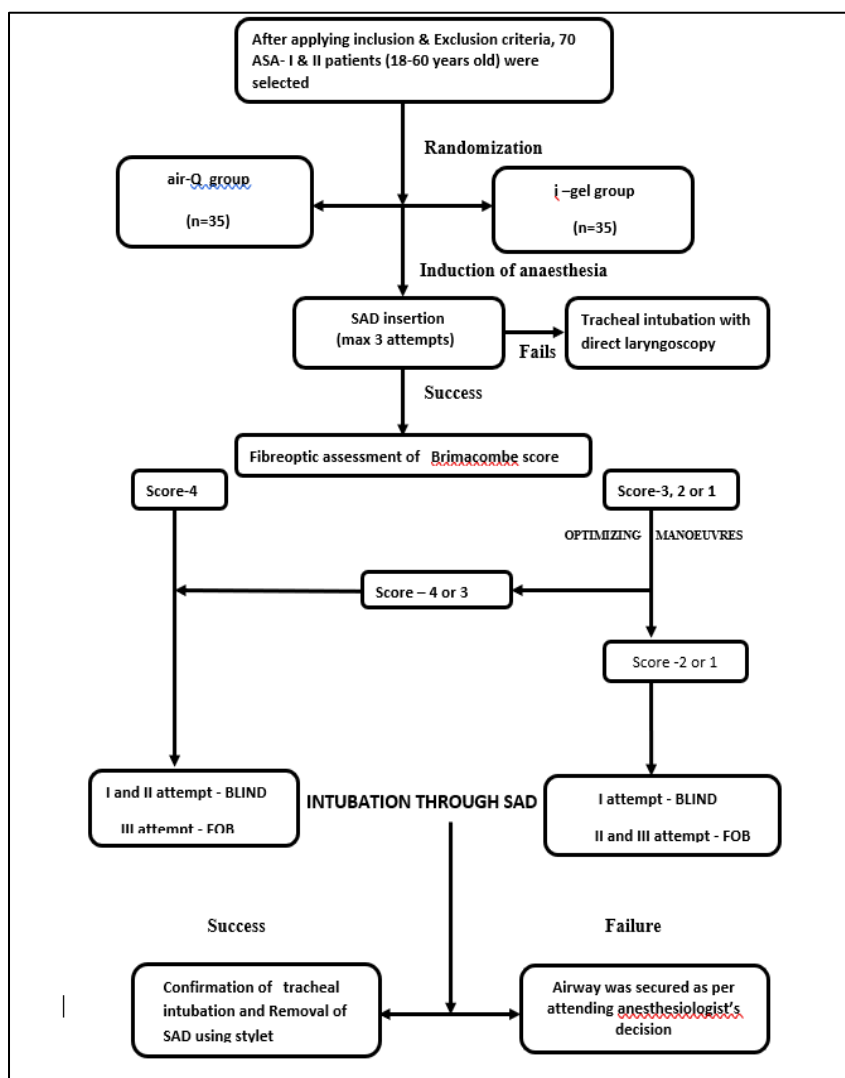 After applying inclusion & Exclusion criteria, 70
ASA- I & II patients (18-60 years old) were
selected
Randomization
air-Q group
(n=35)
i –gel group
(n=35)
Induction of anaesthesia
SAD insertion
(max 3 attempts)
Fails
Tracheal intubation with
direct laryngoscopy
Success
Fibreoptic assessment of Brimacombe score
Score-4
Score-3, 2 or 1
OPTIMIZING MANOEUVRES
Score – 4 or 3
Score -2 or 1
I and II attempt - BLIND
III attempt - FOB
INTUBATION THROUGH SAD
I attempt - BLIND
II and III attempt - FOB
Success
Failure
Confirmation of tracheal
intubation and Removal of
SAD using stylet
Airway was secured as per
attending anesthesiologist's
decision